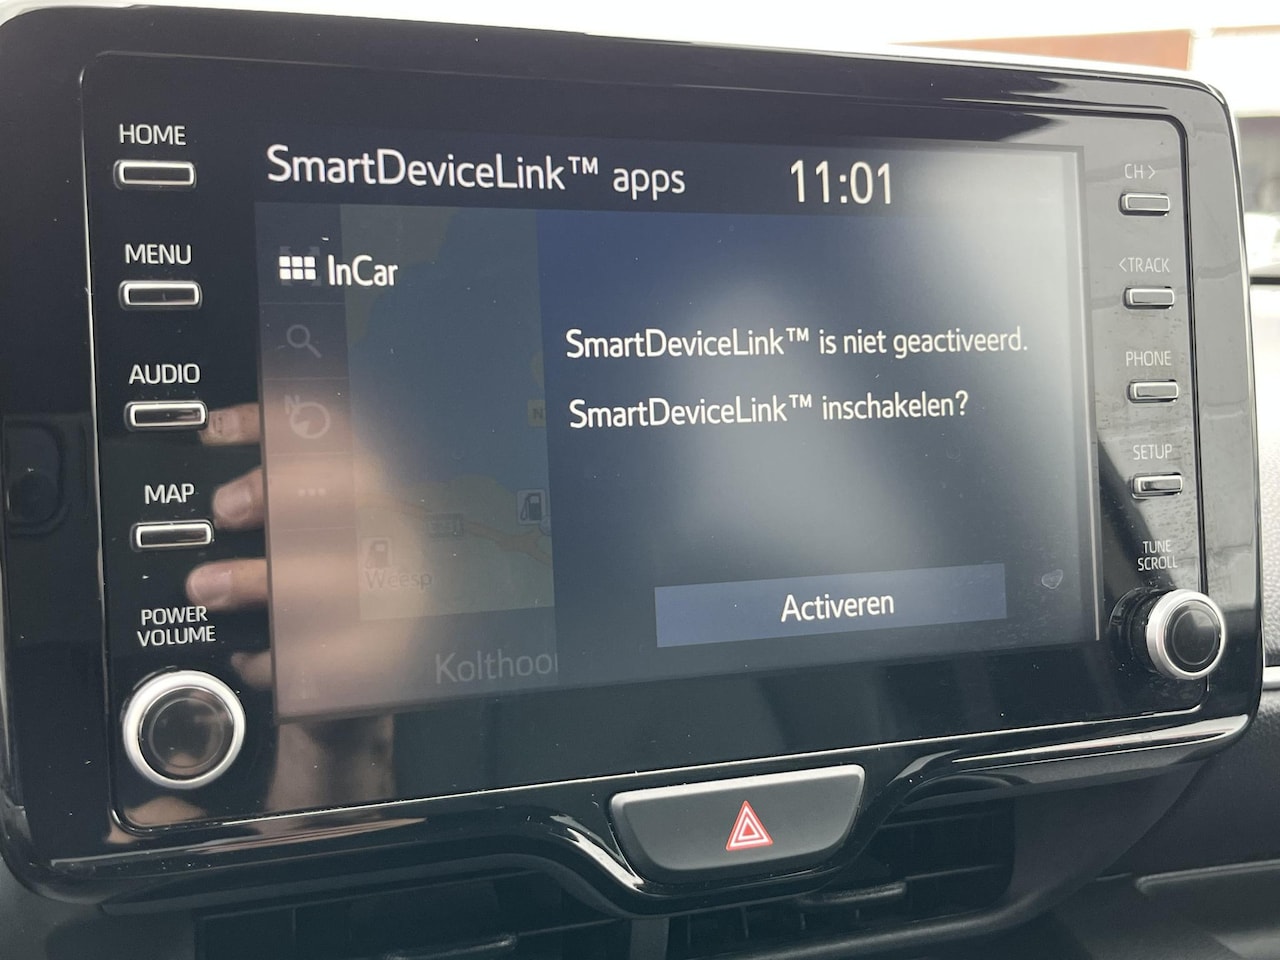 HOME
MENU
AUDIO
MAP
POWER
VOLUME
SmartDeviceLink™ apps 11:01
InCar
SmartDeviceLink™ is niet geactiveerd.
SmartDeviceLink™ inschakelen?
Activeren
N
Weesp
CH>
<TRACK
PHONE
SETUP
TUNE
SCROLL